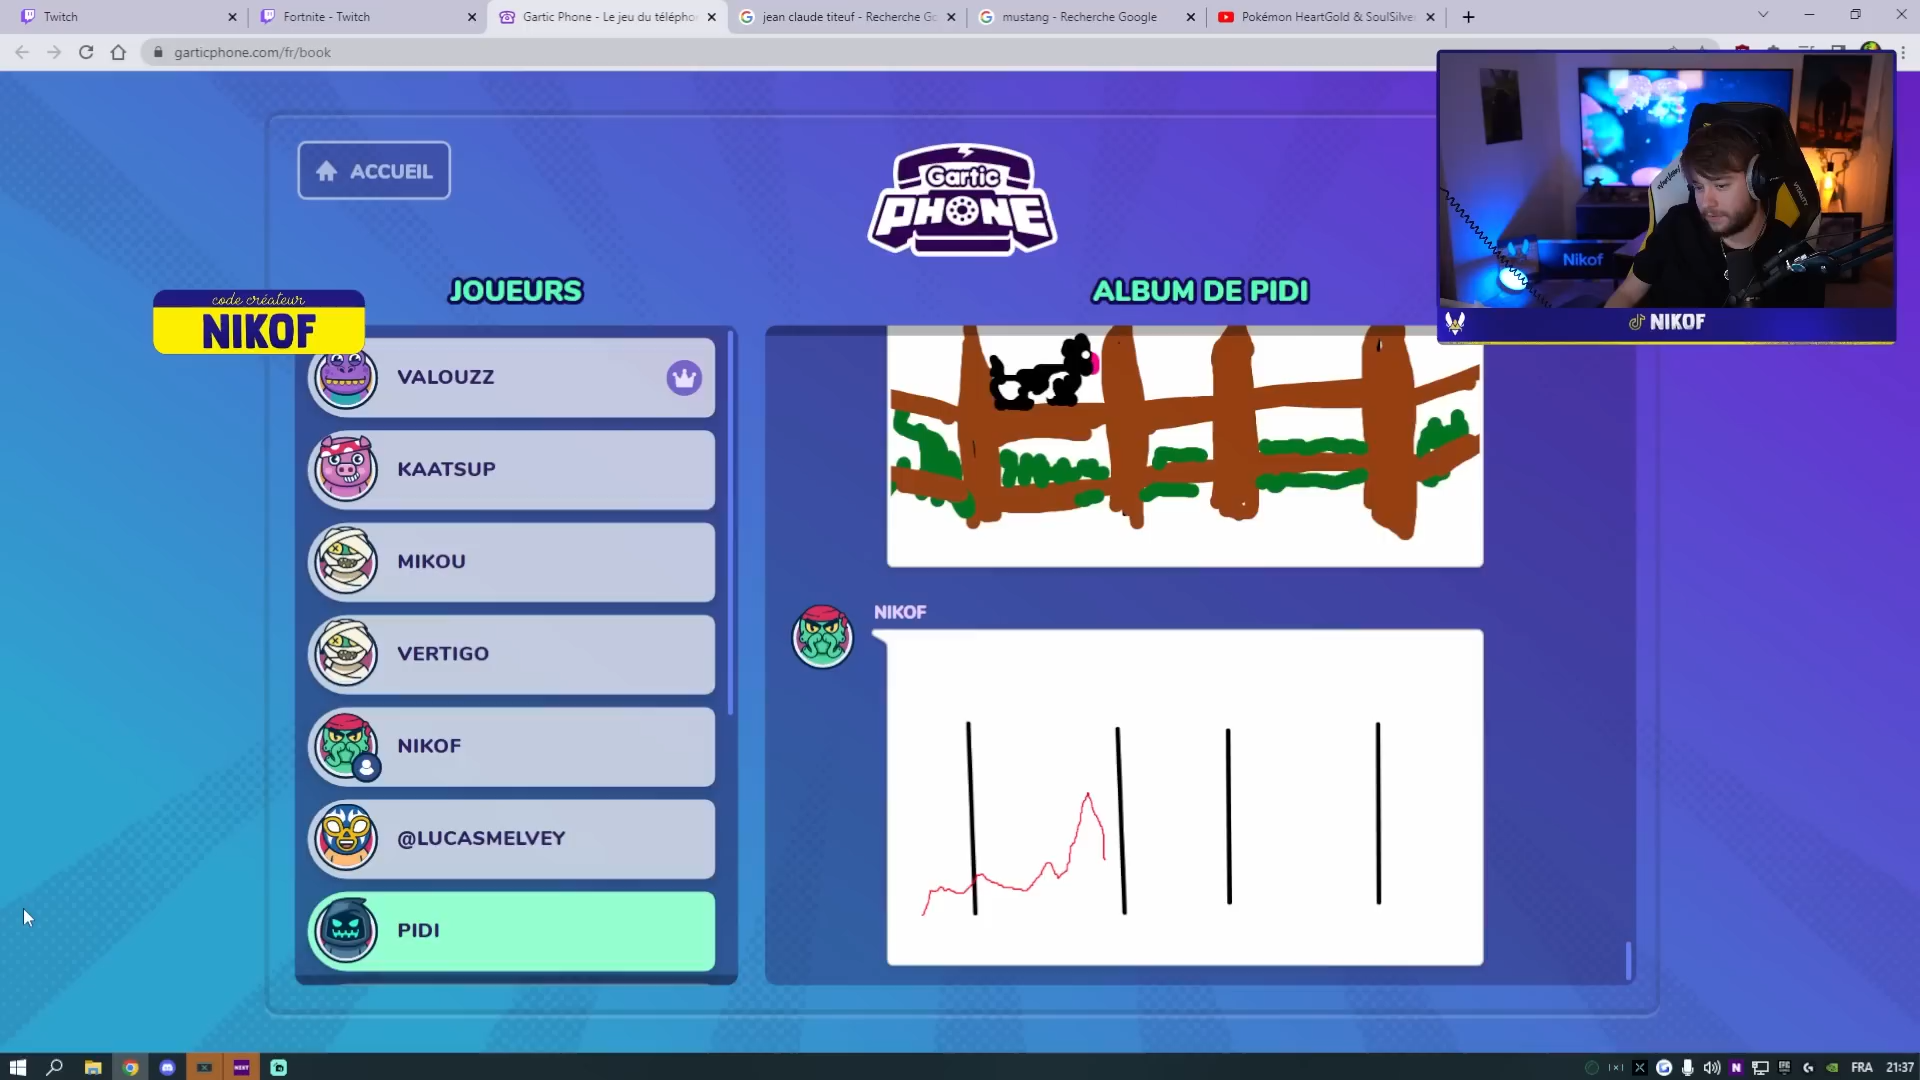 Twitch
Fortnite - Twitch
Gartic Phone - Le jeu du télépho
jean claude titeuf - Recherche Go
mustang - Recherche Google
Pokémon HeartGold & SoulSilve
garticphone.com/fr/book
ACCUEIL
Gartic
PHONE
JOUEURS
ALBUM DE PIDI
code créateur
NIKOF
VALOUZZ
KAATSUP
MIKOU
VERTIGO
NIKOF
@LUCASMELVEY
PIDI
NIKOF
Nikof
NIKOF
FRA
21:37